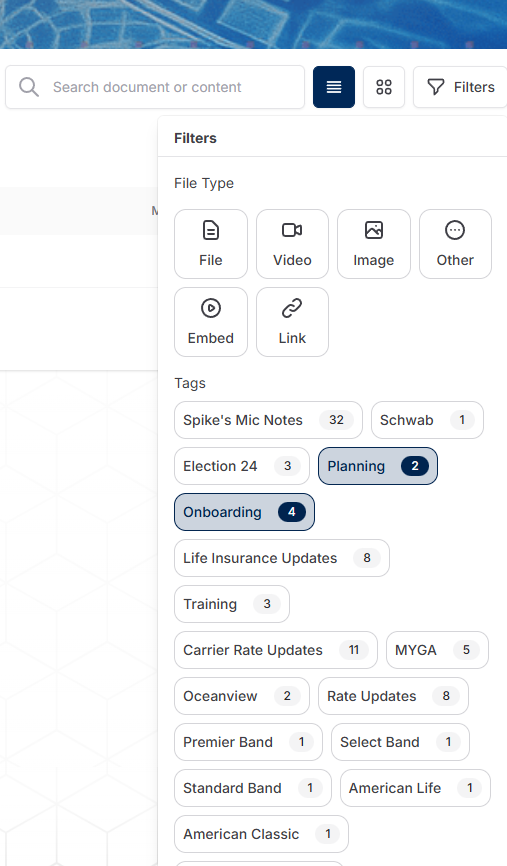 Search document or content
Filters
Filters
File Type
File
Video
Image
Other
Embed
Link
Tags
Spike's Mic Notes 32
Schwab 1
Election 24 3
Planning 2
Onboarding 4
Life Insurance Updates 8
Training 3
Carrier Rate Updates 11
MYGA 5
Oceanview 2
Rate Updates 8
Premier Band 1
Select Band 1
Standard Band 1
American Life 1
American Classic 1